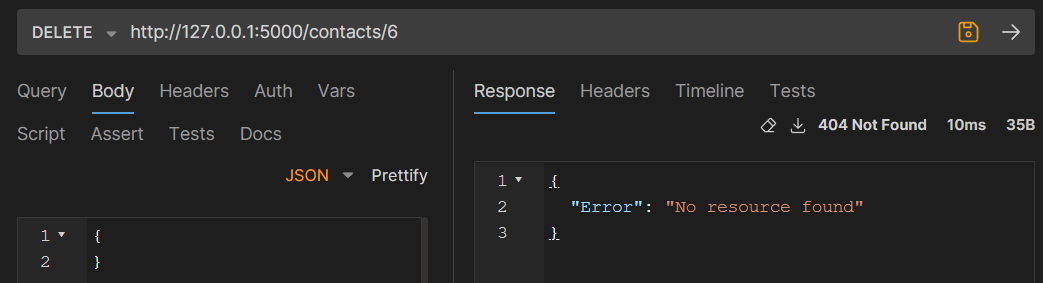 DELETE http://127.0.0.1:5000/contacts/6
Query Body Headers Auth Vars
Script Assert Tests Docs
JSON Prettify
1 {
2 }
Response Headers Timeline Tests
404 Not Found 10ms 35B
1 {
2 "Error": "No resource found"
3 }